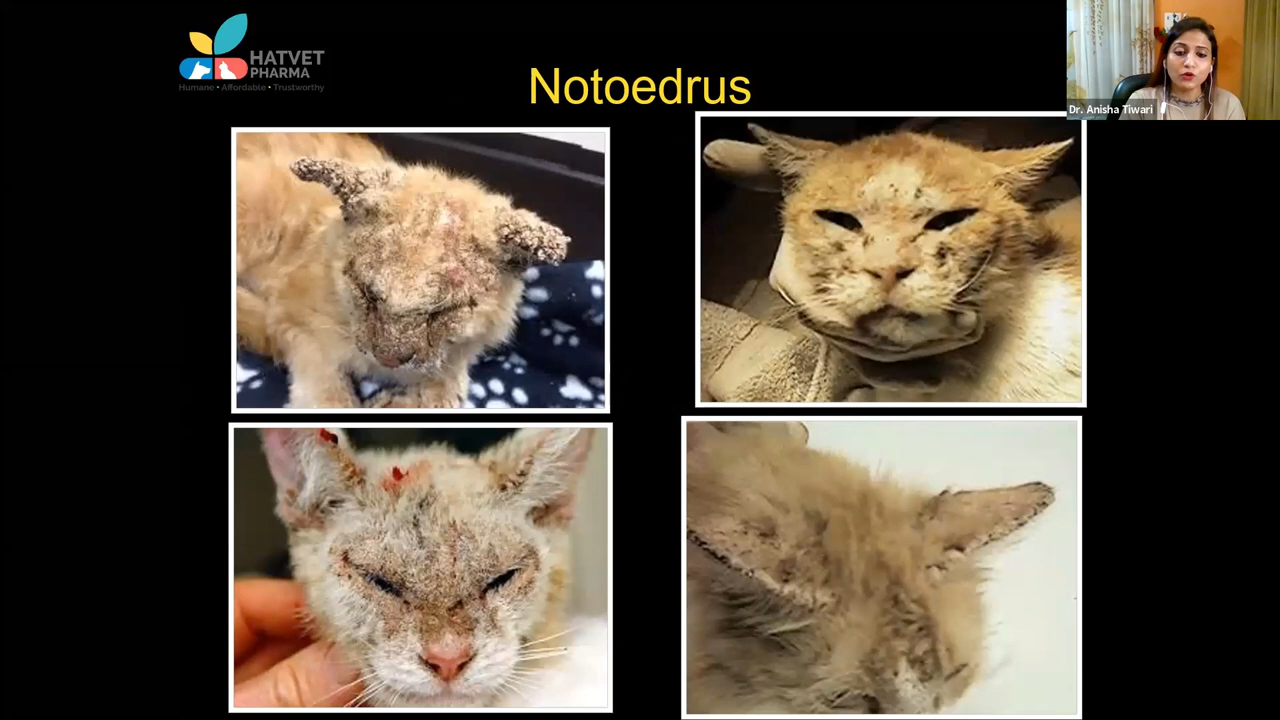 HATVET
PHARMA
Humane • Affordable • Trustworthy
Notoedrus
Dr. Anisha Tiwari